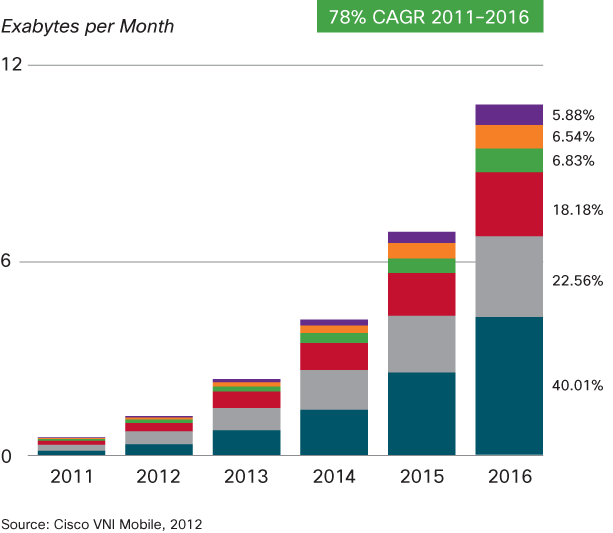 Exabytes per Month
78% CAGR 2011–2016
12
5.88%
6.54%
6.83%
18.18%
6
22.56%
40.01%
0
2011 2012 2013 2014 2015 2016
Source: Cisco VNI Mobile, 2012